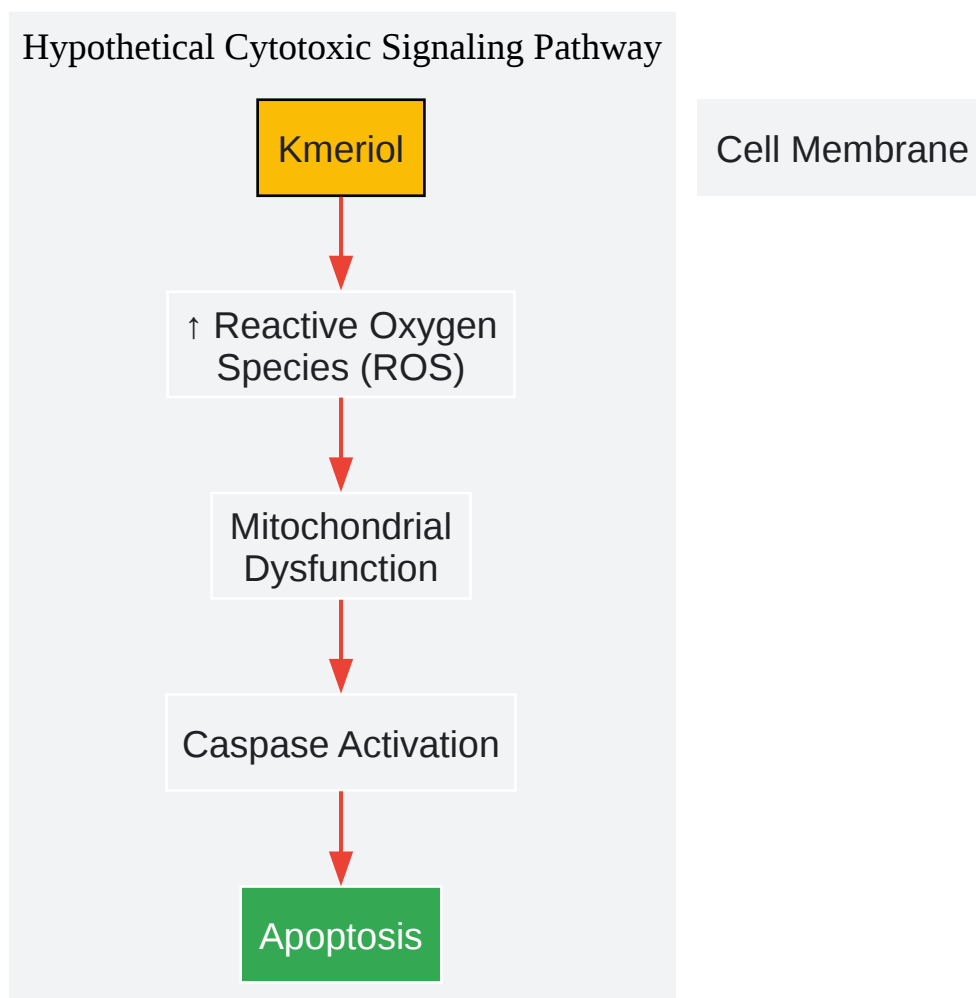 Hypothetical Cytotoxic Signaling Pathway
Kmeriol
Cell Membrane
↑ Reactive Oxygen
Species (ROS)
Mitochondrial
Dysfunction
Caspase Activation
Apoptosis